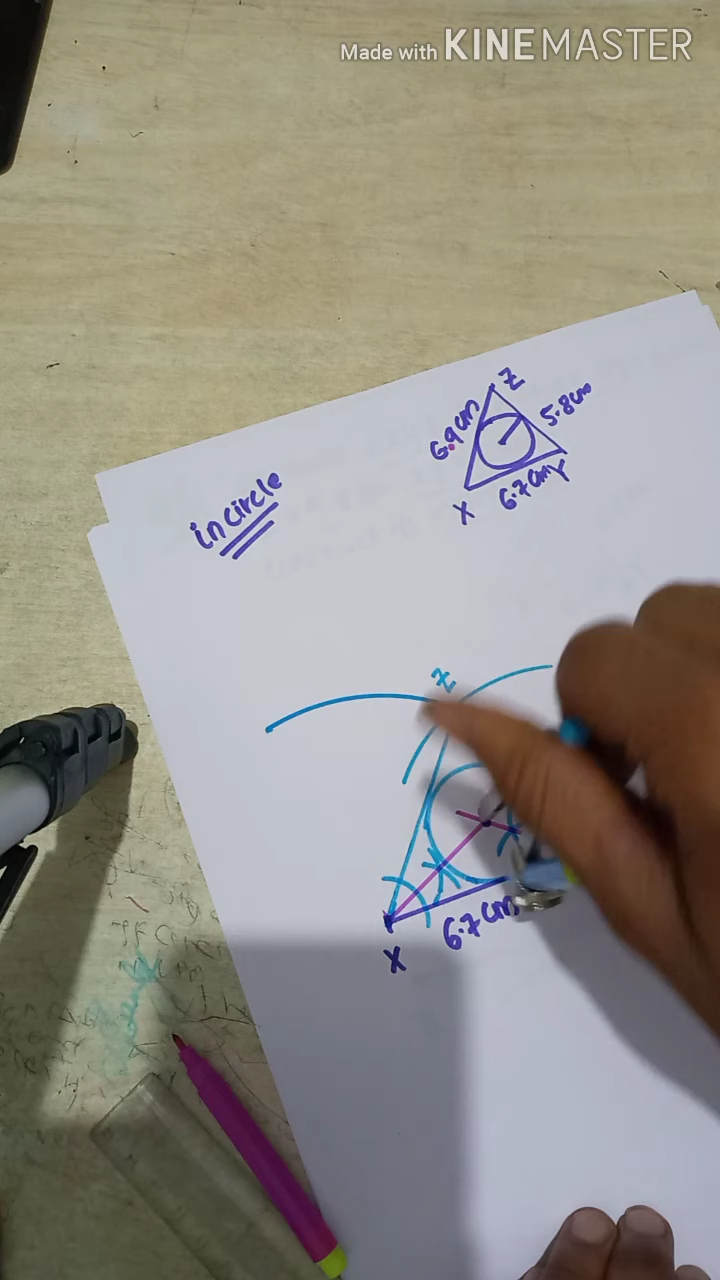 Made with KINEMASTER
incircle
Z
6.9cm
5.8cm
X
6.7cm Y
Z
6.7cm
X